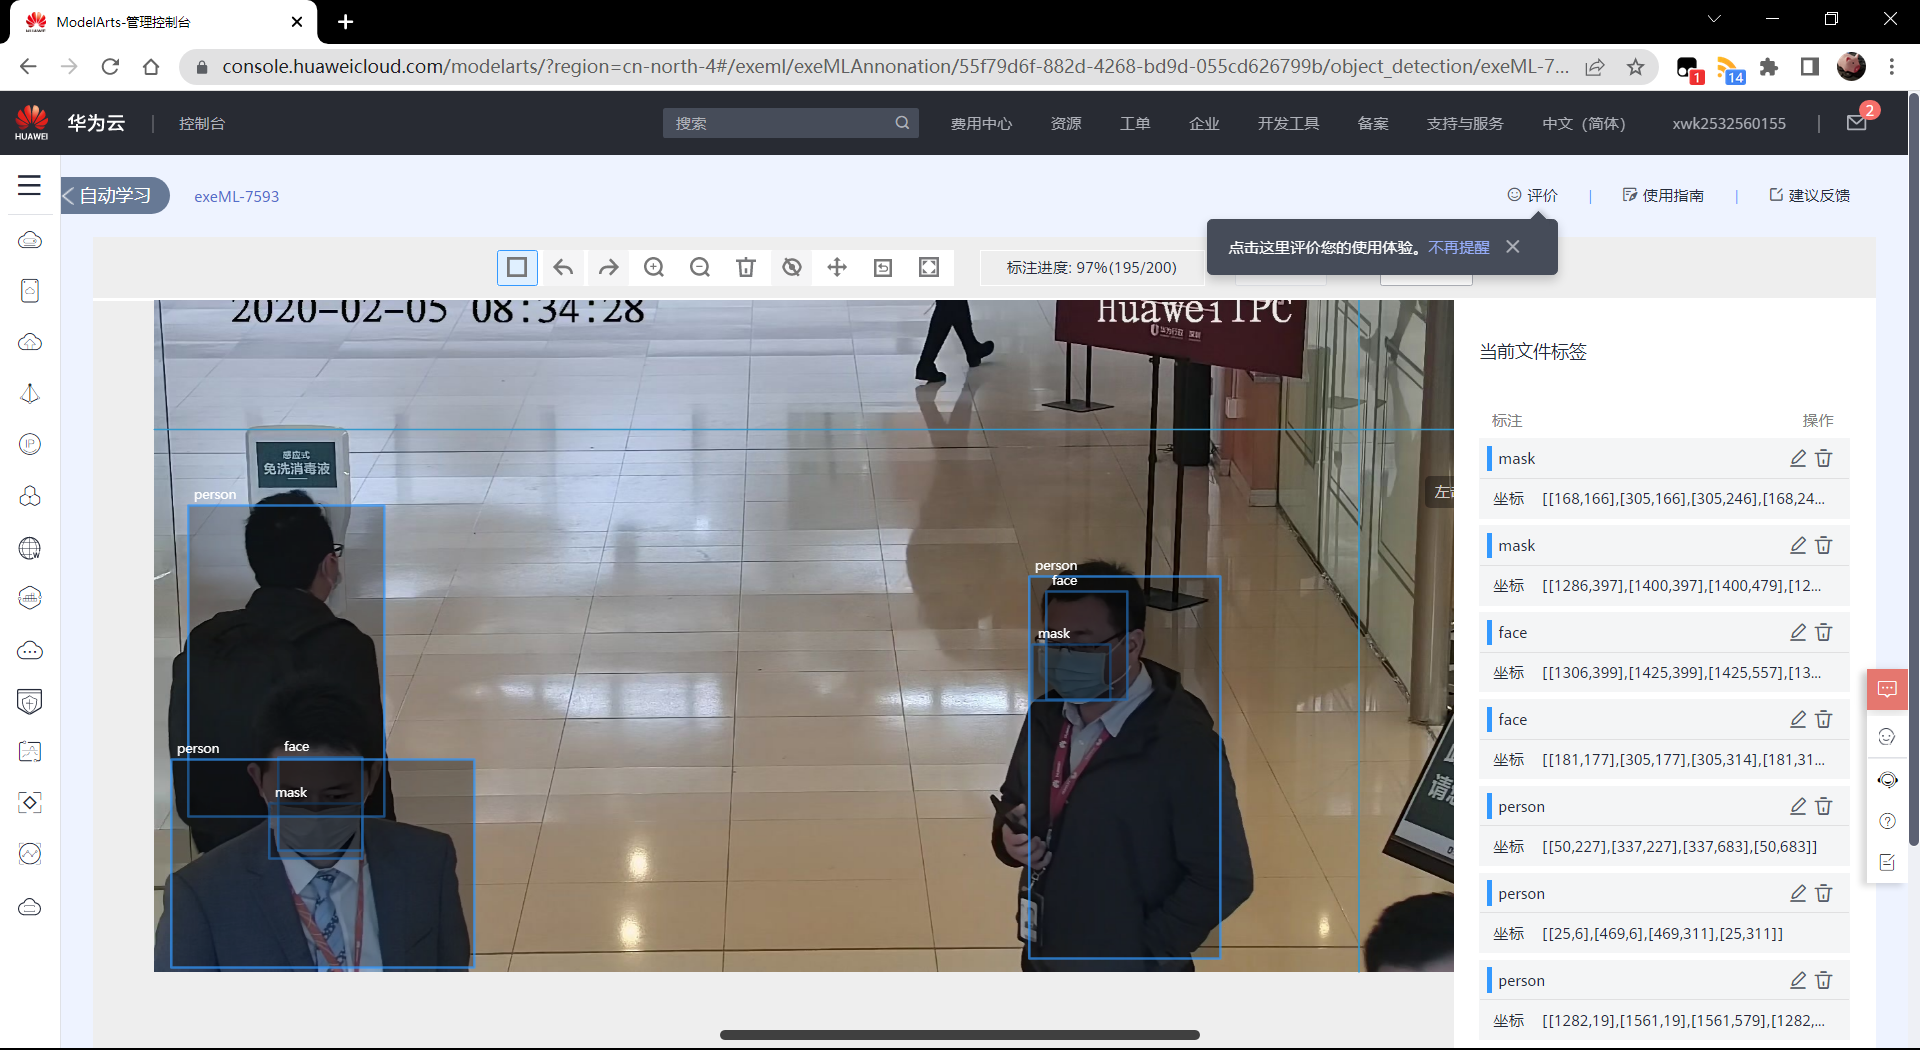 ModelArts-管理控制台
console.huaweicloud.com/modelarts/?region=cn-north-4#/exeml/exeMLAnnonation/55f79d6f-882d-4268-bd9d-055cd626799b/object_detection/exeML-7...
1
14
HUAWEI
华为云
控制台
搜索
费用中心
资源
工单
企业
开发工具
备案
支持与服务
中文（简体）
xwk2532560155
2
自动学习
exeML-7593
评价
使用指南
建议反馈
点击这里评价您的使用体验。不再提醒
标注进度: 97%(195/200)
2020-02-05 08:34:28
HuaweiIPC
感应式
免洗消毒液
person
person
face
mask
person
face
mask
左
请
当前文件标签
标注 操作
mask
坐标 [[168,166],[305,166],[305,246],[168,24...
mask
坐标 [[1286,397],[1400,397],[1400,479],[12...
face
坐标 [[1306,399],[1425,399],[1425,557],[13...
face
坐标 [[181,177],[305,177],[305,314],[181,31...
person
坐标 [[50,227],[337,227],[337,683],[50,683]]
person
坐标 [[25,6],[469,6],[469,311],[25,311]]
person
坐标 [[1282,19],[1561,19],[1561,579],[1282,...